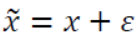 x̃ = x + ε